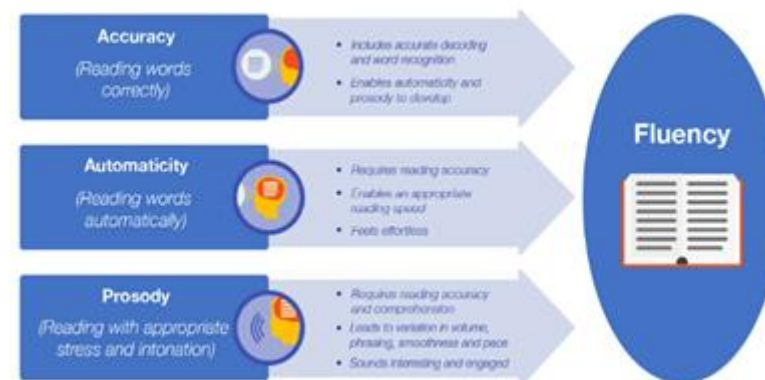 Accuracy
(Reading words
correctly)
• Includes accurate decoding
and word recognition
• Enables automaticity and
prosody to develop
Automaticity
(Reading words
automatically)
• Requires reading accuracy
• Enables an appropriate
reading speed
• Feels effortless
Prosody
(Reading with appropriate
stress and intonation)
• Requires reading accuracy
and comprehension
• Leads to variation in volume,
phrasing, smoothness and pace
• Sounds interesting and engaged
Fluency